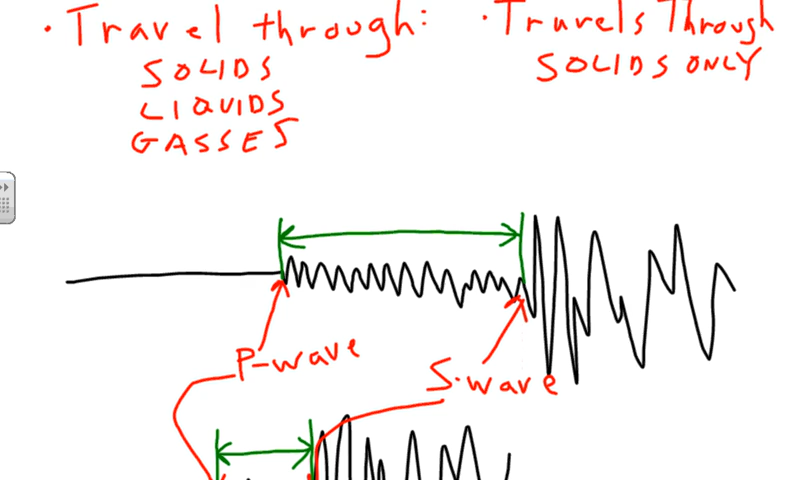 · Travel through:
SOLIDS
LIQUIDS
GASSES
· Travels Through
SOLIDS ONLY
P-wave
S-wave